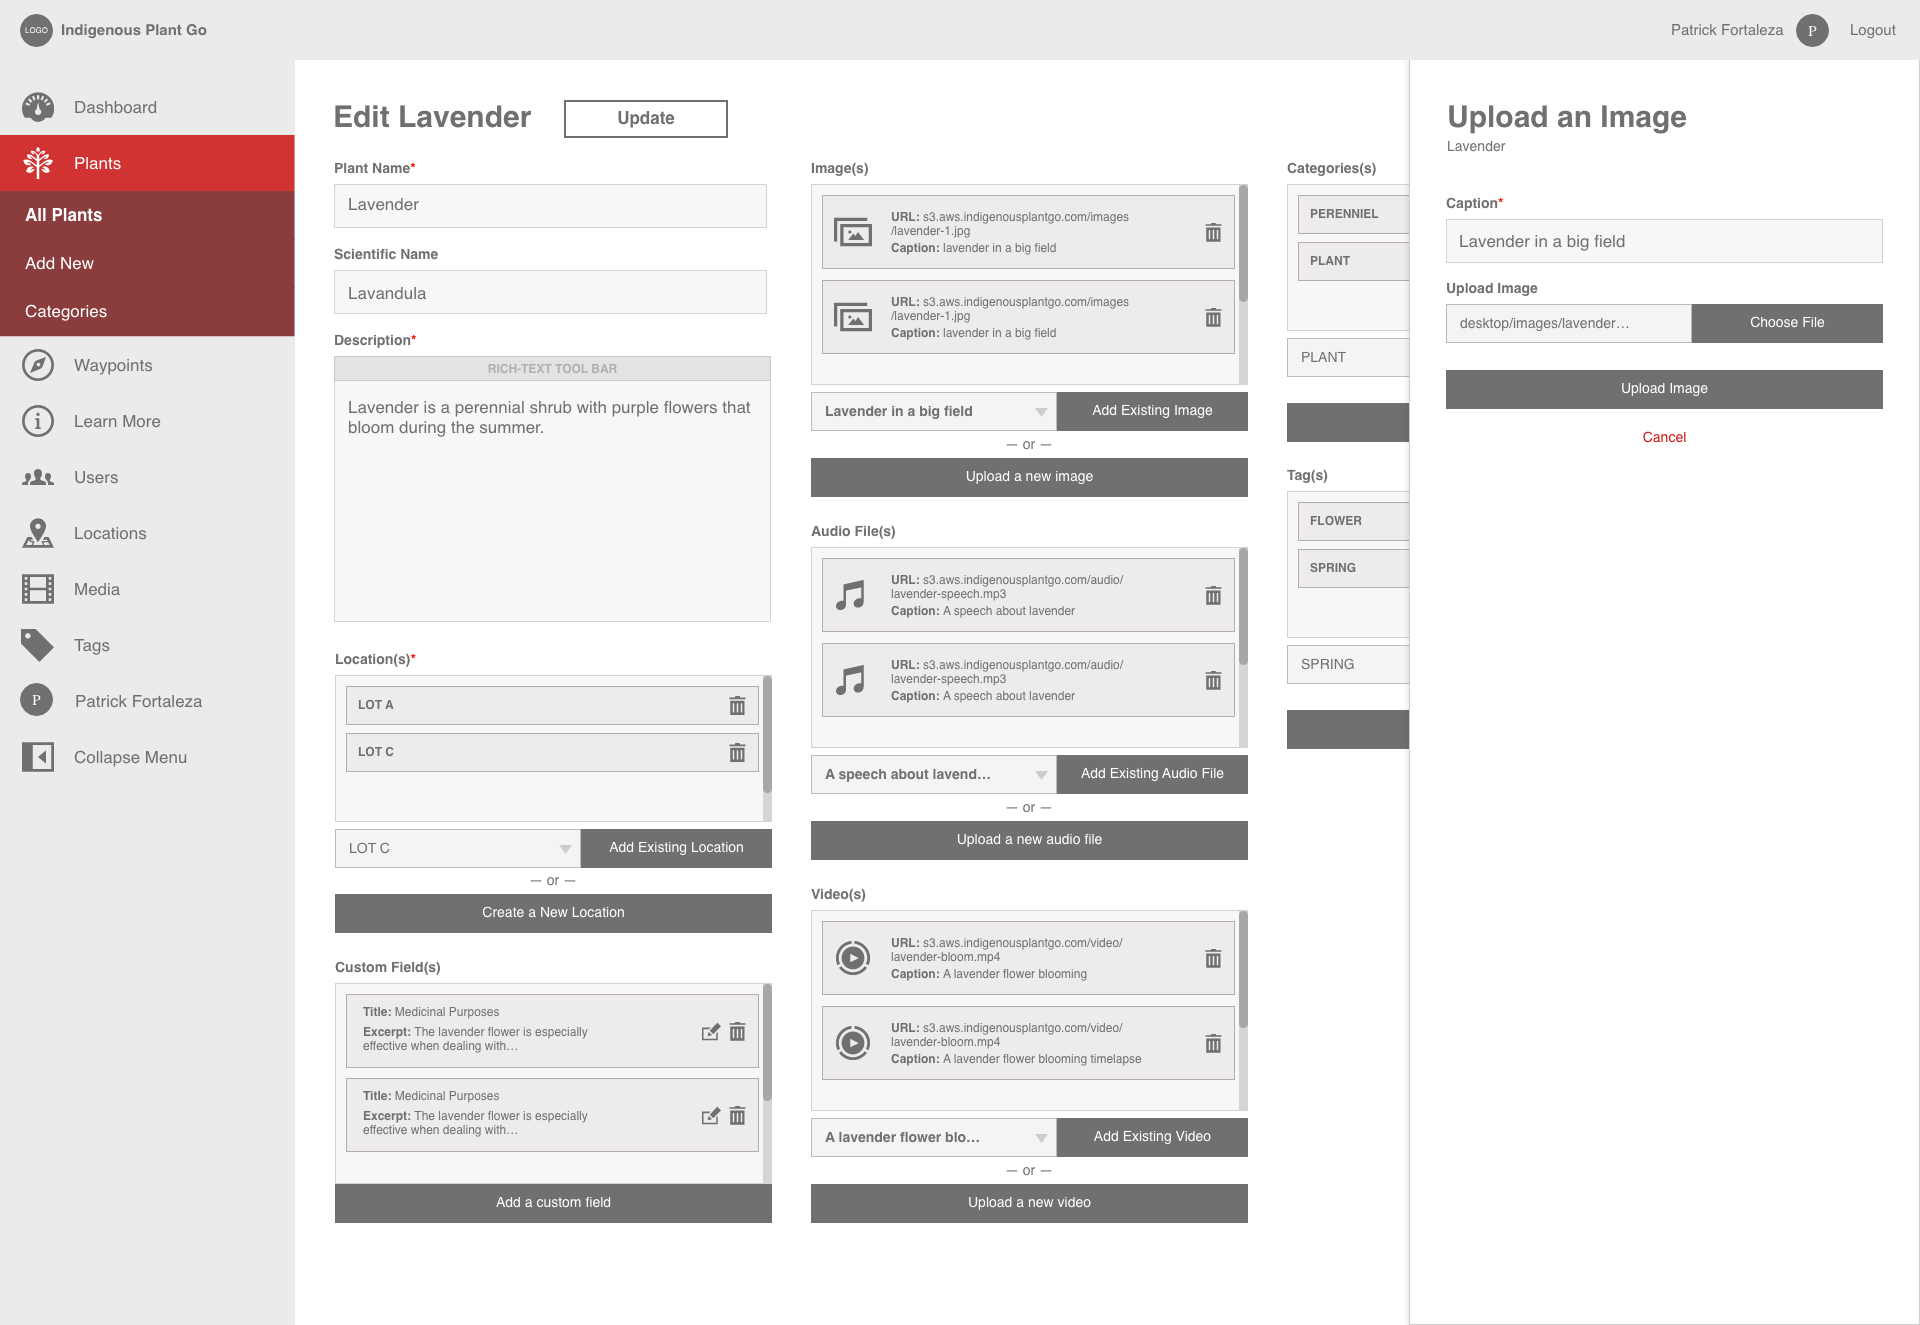 LOGO
Indigenous Plant Go
Patrick Fortaleza
P
Logout
Dashboard
Plants
All Plants
Add New
Categories
Waypoints
Learn More
Users
Locations
Media
Tags
P
Patrick Fortaleza
Collapse Menu
Edit Lavender
Update
Plant Name*
Lavender
Scientific Name
Lavandula
Description*
RICH-TEXT TOOL BAR
Lavender is a perennial shrub with purple flowers that
bloom during the summer.
Location(s)*
LOT A
LOT C
LOT C
Add Existing Location
— or —
Create a New Location
Custom Field(s)
Title: Medicinal Purposes
Excerpt: The lavender flower is especially
effective when dealing with...
Title: Medicinal Purposes
Excerpt: The lavender flower is especially
effective when dealing with...
Add a custom field
Image(s)
URL: s3.aws.indigenousplantgo.com/images
/lavender-1.jpg
Caption: lavender in a big field
URL: s3.aws.indigenousplantgo.com/images
/lavender-1.jpg
Caption: lavender in a big field
Lavender in a big field
Add Existing Image
— or —
Upload a new image
Audio File(s)
URL: s3.aws.indigenousplantgo.com/audio/
lavender-speech.mp3
Caption: A speech about lavender
URL: s3.aws.indigenousplantgo.com/audio/
lavender-speech.mp3
Caption: A speech about lavender
A speech about lavend...
Add Existing Audio File
— or —
Upload a new audio file
Video(s)
URL: s3.aws.indigenousplantgo.com/video/
lavender-bloom.mp4
Caption: A lavender flower blooming
URL: s3.aws.indigenousplantgo.com/video/
lavender-bloom.mp4
Caption: A lavender flower blooming timelapse
A lavender flower blo...
Add Existing Video
— or —
Upload a new video
Categories(s)
PERENNIEL
PLANT
PLANT
Tag(s)
FLOWER
SPRING
SPRING
Upload an Image
Lavender
Caption*
Lavender in a big field
Upload Image
desktop/images/lavender...
Choose File
Upload Image
Cancel